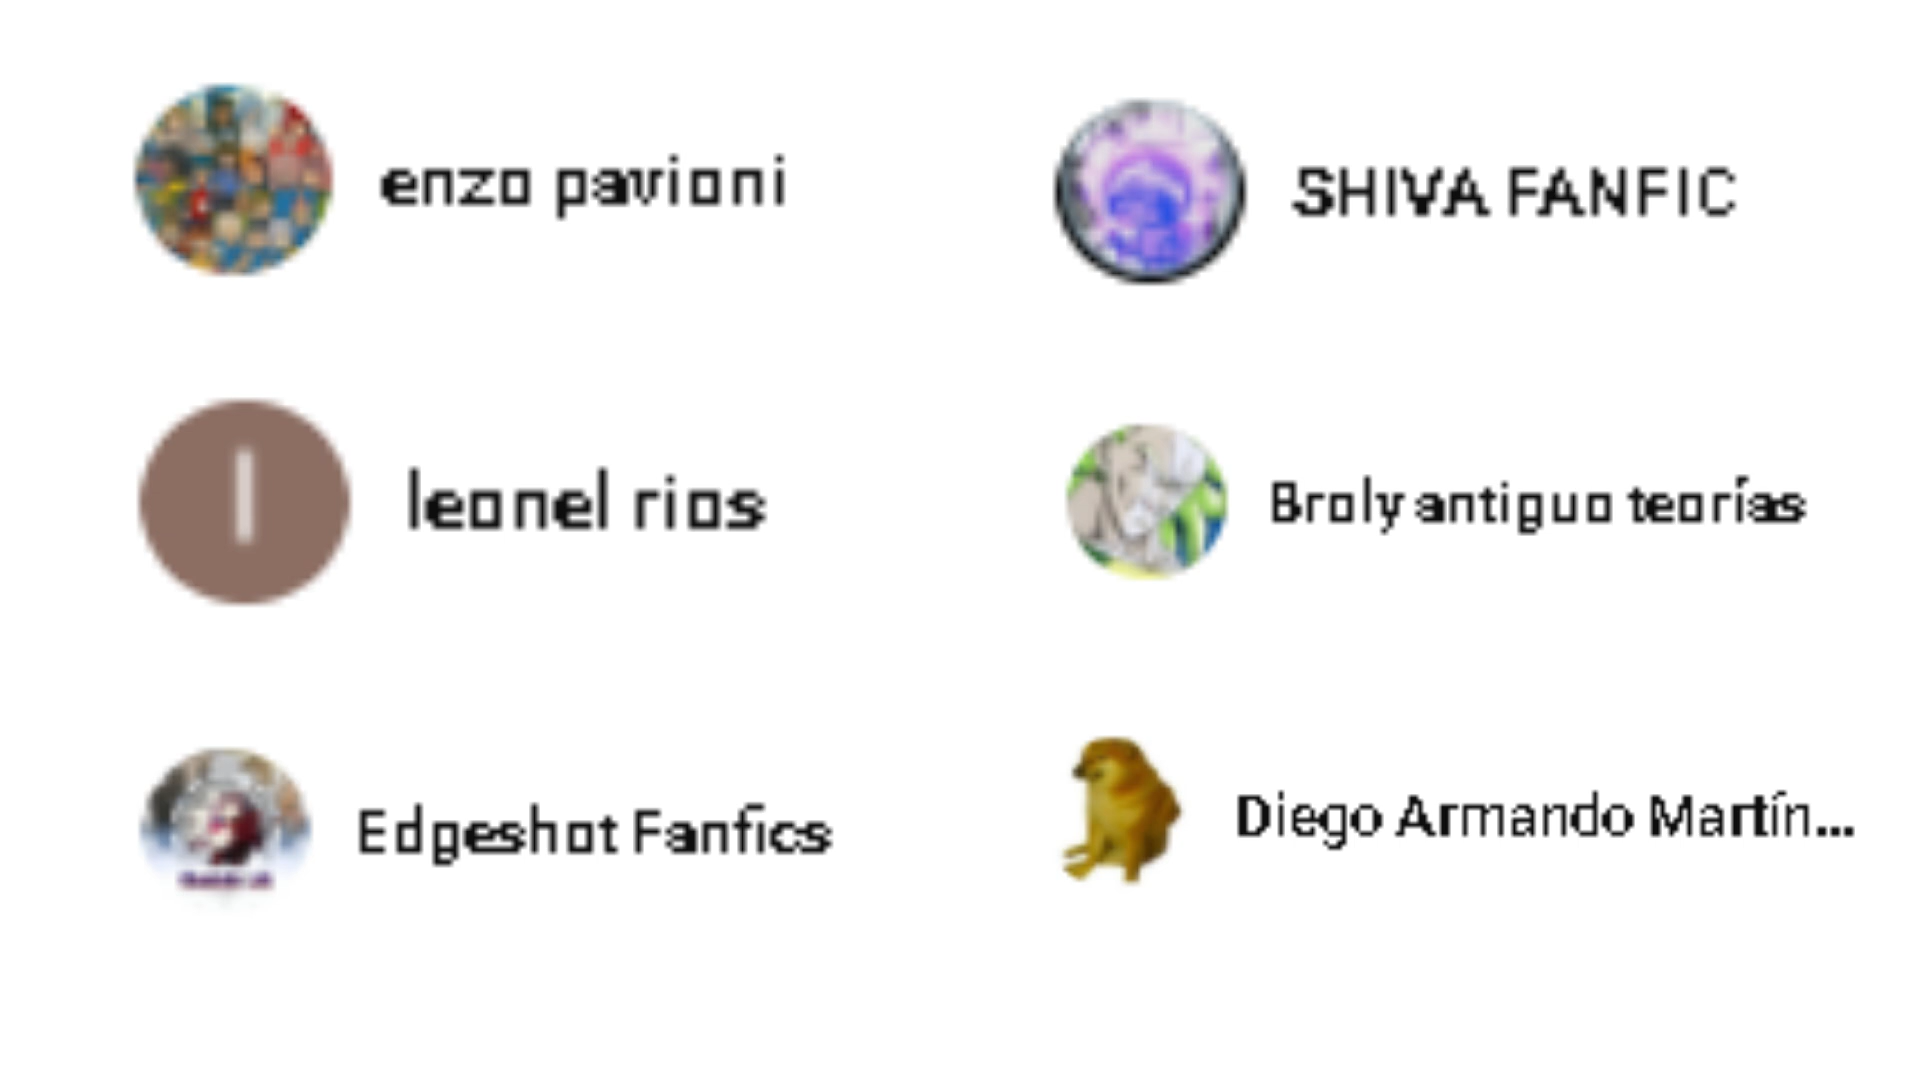 enzo pavioni
SHIVA FANFIC
l
leonel rios
Broly antiguo teorías
Edgeshot Fanfics
Diego Armando Martín...